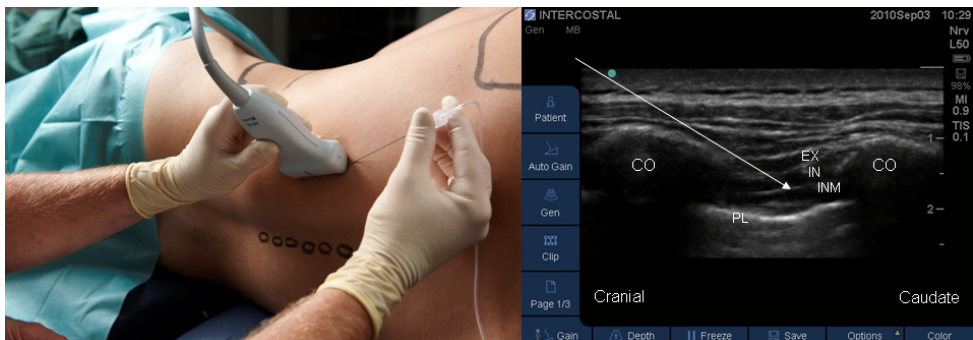 INTERCOSTAL 2010Sep03 10:29
Gen MB Nrv
L50
98%
MI
0.9
TIS
0.1
Patient
Auto Gain
Gen
Clip
Page 1/3
1
2
CO
EX
IN
INM
CO
PL
Cranial Caudate
Gain Depth Freeze Save Options Color